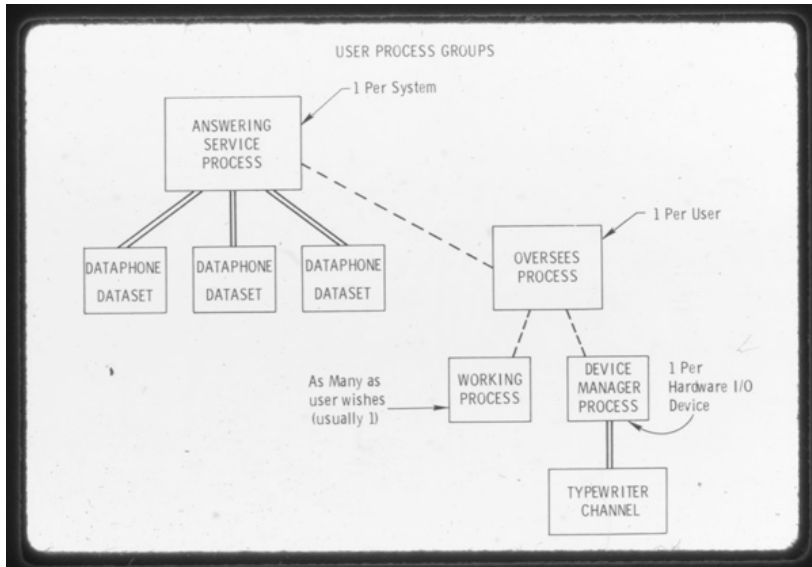 USER PROCESS GROUPS
1 Per System
ANSWERING
SERVICE
PROCESS
1 Per User
OVERSEES
PROCESS
DATAPHONE
DATASET
DATAPHONE
DATASET
DATAPHONE
DATASET
As Many as
user wishes
(usually 1)
WORKING
PROCESS
DEVICE
MANAGER
PROCESS
1 Per
Hardware I/O
Device
TYPEWRITER
CHANNEL